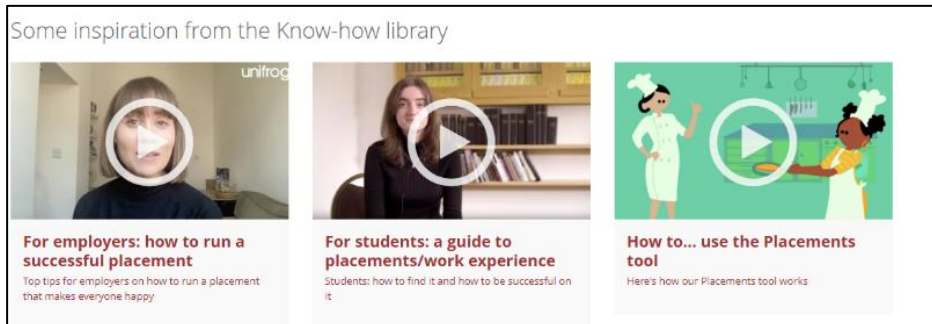 Some inspiration from the Know-how library
unifrog
For employers: how to run a
successful placement
Top tips for employers on how to run a placement
that makes everyone happy
For students: a guide to
placements/work experience
Students: how to find it and how to be successful on
it
How to... use the Placements
tool
Here's how our Placements tool works